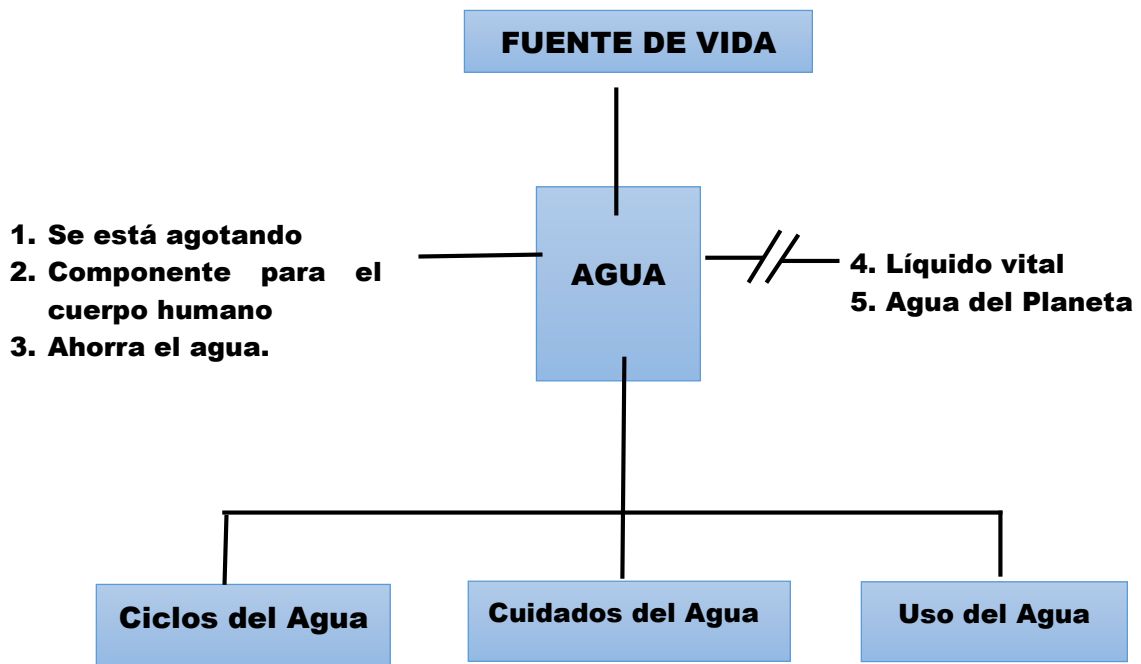 FUENTE DE VIDA
1. Se está agotando
2. Componente para el
cuerpo humano
3. Ahorra el agua.
AGUA
4. Líquido vital
5. Agua del Planeta
Ciclos del Agua
Cuidados del Agua
Uso del Agua